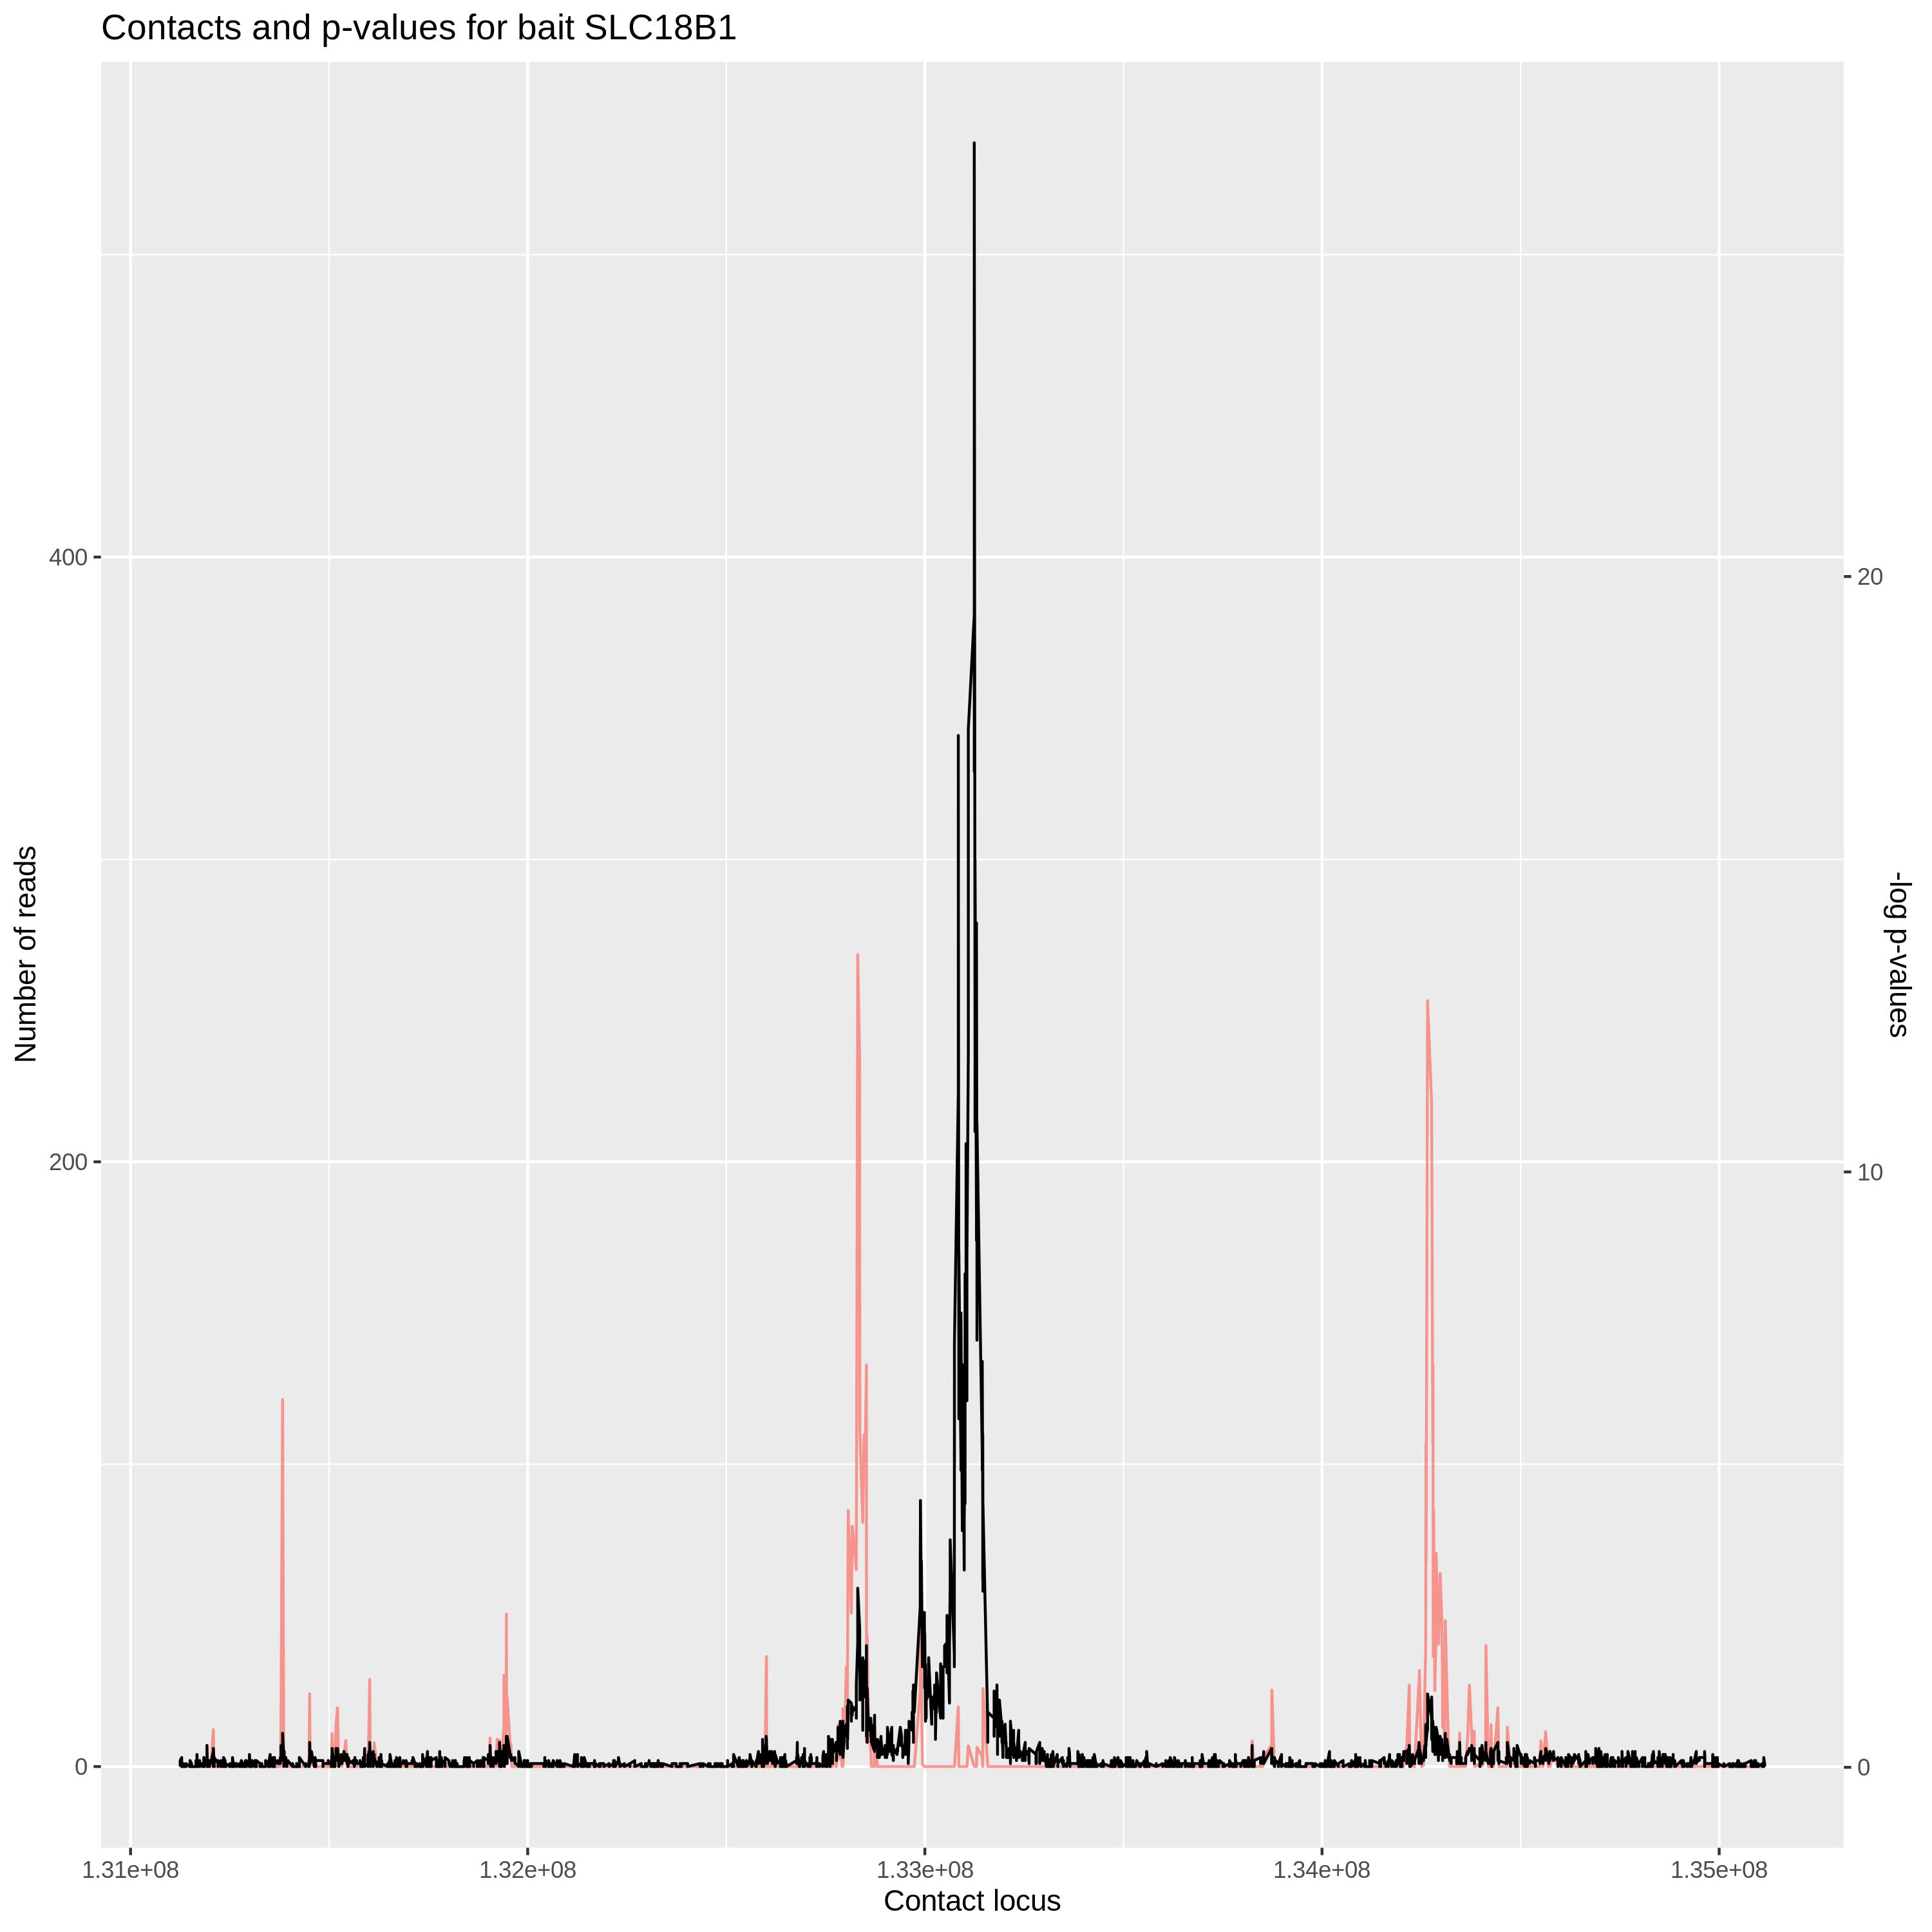 Contacts and p-values for bait SLC18B1
400
200
0
Number of reads
20
10
0
-log p-values
1.31e+08 1.32e+08 1.33e+08 1.34e+08 1.35e+08
Contact locus